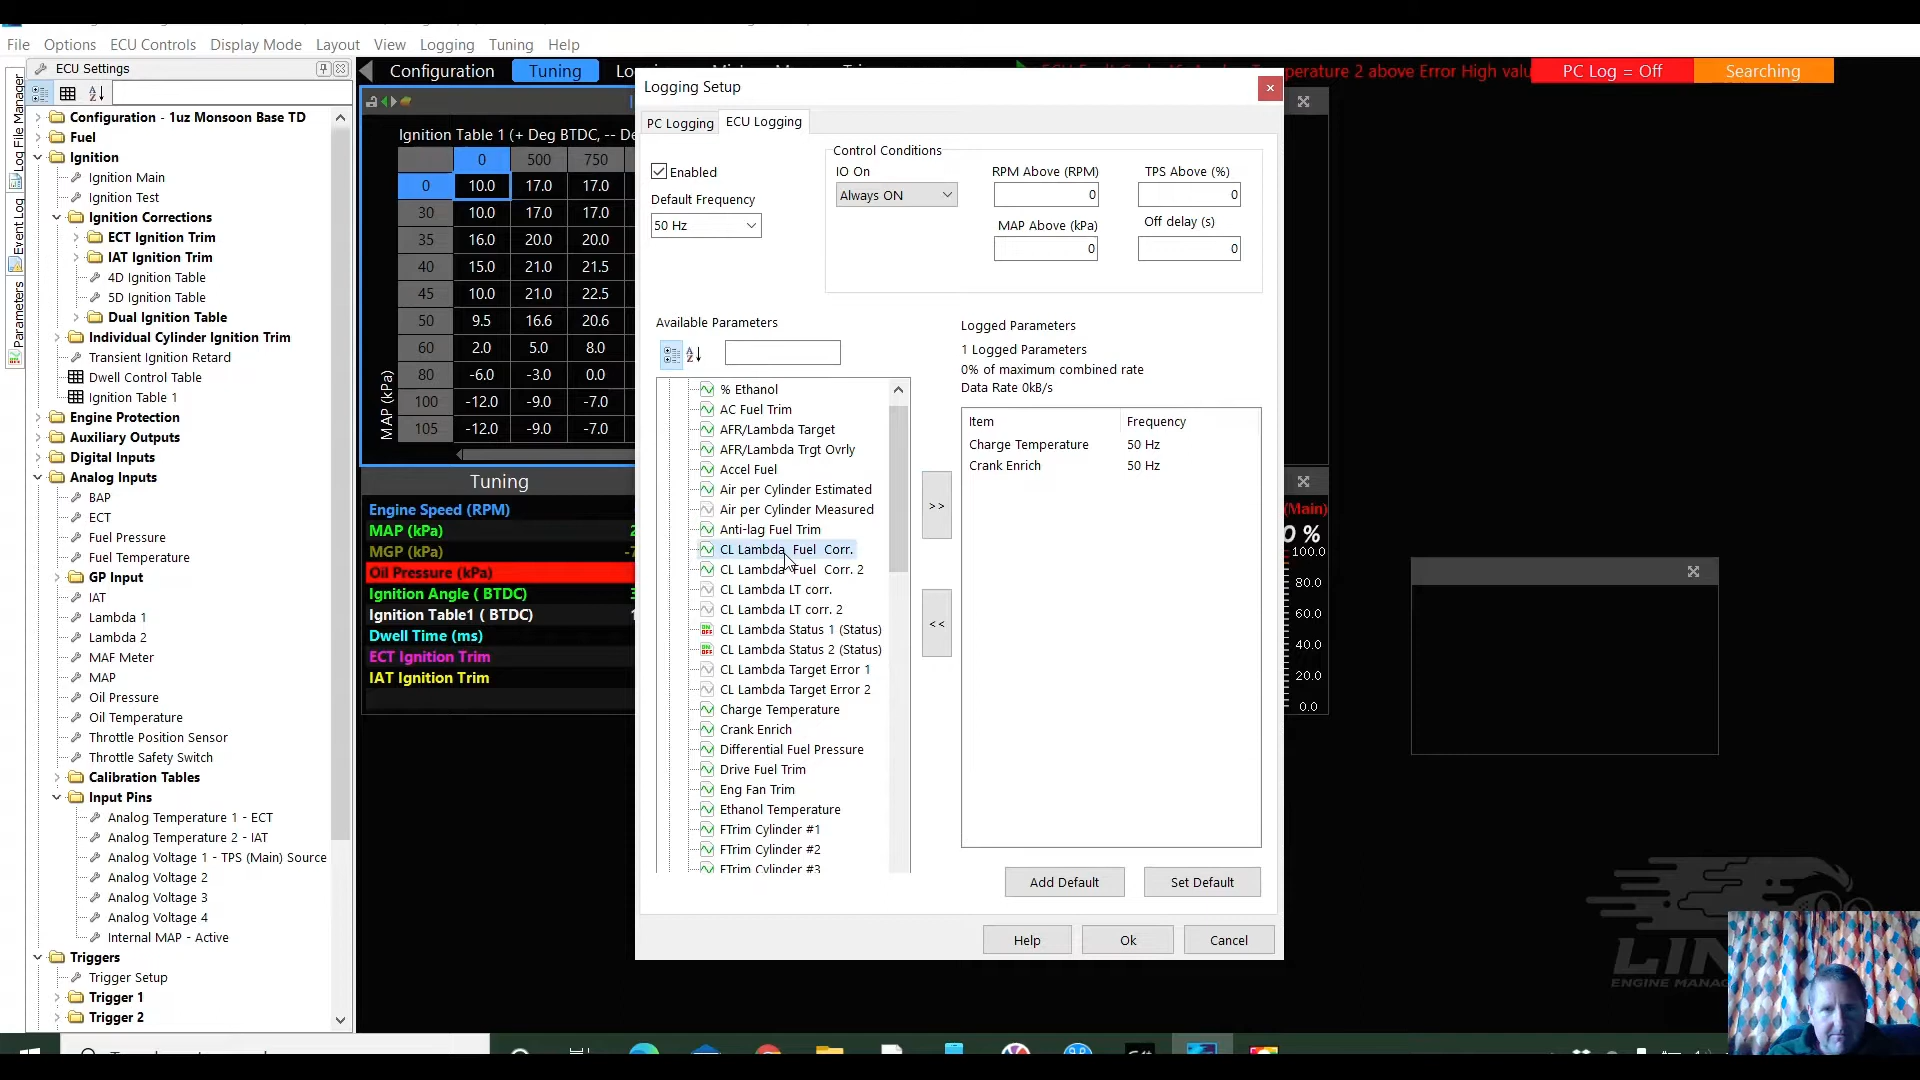 File Options ECU Controls Display Mode Layout View Logging Tuning Help
ECU Settings
Log File Manager
Event Log
Parameters
Configuration - 1uz Monsoon Base TD
Fuel
Ignition
Ignition Main
Ignition Test
Ignition Corrections
ECT Ignition Trim
IAT Ignition Trim
4D Ignition Table
5D Ignition Table
Dual Ignition Table
Individual Cylinder Ignition Trim
Transient Ignition Retard
Dwell Control Table
Ignition Table 1
Engine Protection
Auxiliary Outputs
Digital Inputs
Analog Inputs
BAP
ECT
Fuel Pressure
Fuel Temperature
GP Input
IAT
Lambda 1
Lambda 2
MAF Meter
MAP
Oil Pressure
Oil Temperature
Throttle Position Sensor
Throttle Safety Switch
Calibration Tables
Input Pins
Analog Temperature 1 - ECT
Analog Temperature 2 - IAT
Analog Voltage 1 - TPS (Main) Source
Analog Voltage 2
Analog Voltage 3
Analog Voltage 4
Internal MAP - Active
Triggers
Trigger Setup
Trigger 1
Trigger 2
Configuration Tuning
perature 2 above Error High valu
PC Log = Off Searching
Ignition Table 1 (+ Deg BTDC, -- De
0 500 750
0 10.0 17.0 17.0
30 10.0 17.0 17.0
35 16.0 20.0 20.0
40 15.0 21.0 21.5
45 10.0 21.0 22.5
50 9.5 16.6 20.6
60 2.0 5.0 8.0
80 -6.0 -3.0 0.0
100 -12.0 -9.0 -7.0
105 -12.0 -9.0 -7.0
MAP (kPa)
Tuning
Engine Speed (RPM)
MAP (kPa)
MGP (kPa)
Oil Pressure (kPa)
Ignition Angle ( BTDC)
Ignition Table1 ( BTDC)
Dwell Time (ms)
ECT Ignition Trim
IAT Ignition Trim
Logging Setup
PC Logging ECU Logging
Enabled
Default Frequency
50 Hz
Control Conditions
IO On RPM Above (RPM) TPS Above (%)
Always ON 0 0
MAP Above (kPa) Off delay (s)
0 0
Available Parameters
% Ethanol
AC Fuel Trim
AFR/Lambda Target
AFR/Lambda Trgt Ovrly
Accel Fuel
Air per Cylinder Estimated
Air per Cylinder Measured
Anti-lag Fuel Trim
CL Lambda Fuel Corr.
CL Lambda Fuel Corr. 2
CL Lambda LT corr.
CL Lambda LT corr. 2
CL Lambda Status 1 (Status)
CL Lambda Status 2 (Status)
CL Lambda Target Error 1
CL Lambda Target Error 2
Charge Temperature
Crank Enrich
Differential Fuel Pressure
Drive Fuel Trim
Eng Fan Trim
Ethanol Temperature
FTrim Cylinder #1
FTrim Cylinder #2
FTrim Cylinder #3
>>
<<
Logged Parameters
1 Logged Parameters
0% of maximum combined rate
Data Rate 0kB/s
Item Frequency
Charge Temperature 50 Hz
Crank Enrich 50 Hz
Add Default Set Default
Help Ok Cancel
(Main)
0 %
100.0
80.0
60.0
40.0
20.0
0.0